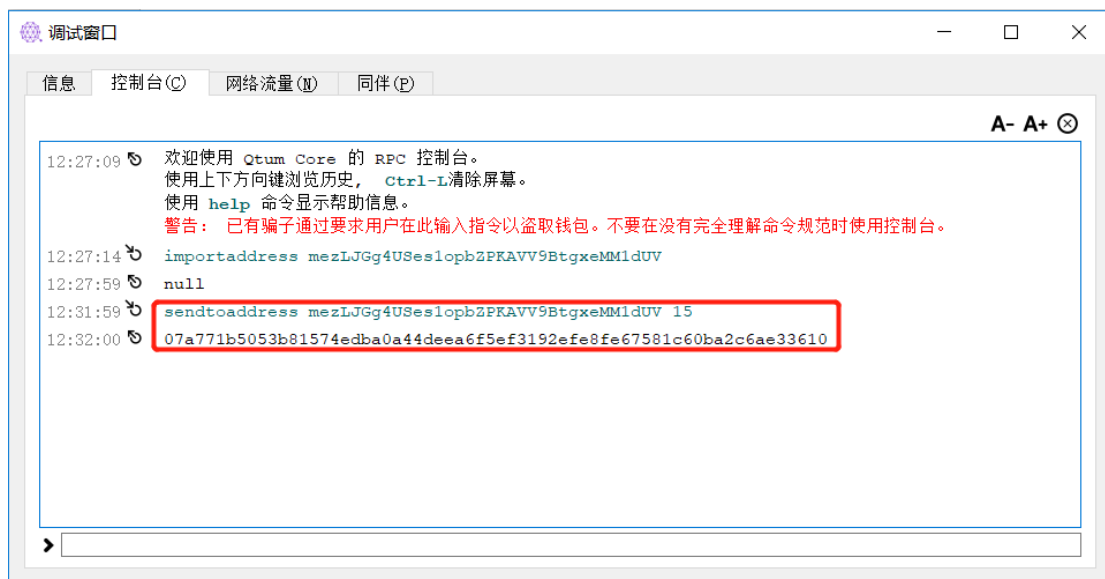 调试窗口
信息 控制台(C) 网络流量(N) 同伴(P)
A- A+
12:27:09 欢迎使用 Qtum Core 的 RPC 控制台。
使用上下方向键浏览历史, Ctrl-L清除屏幕。
使用 help 命令显示帮助信息。
警告: 已有骗子通过要求用户在此输入指令以盗取钱包。不要在没有完全理解命令规范时使用控制台。
12:27:14 importaddress mezLJGg4USes1opbZPKAVV9BtgxeMM1dUV
12:27:59 null
12:31:59 sendtoaddress mezLJGg4USes1opbZPKAVV9BtgxeMM1dUV 15
12:32:00 07a771b5053b81574edba0a44deea6f5ef3192efe8fe67581c60ba2c6ae33610